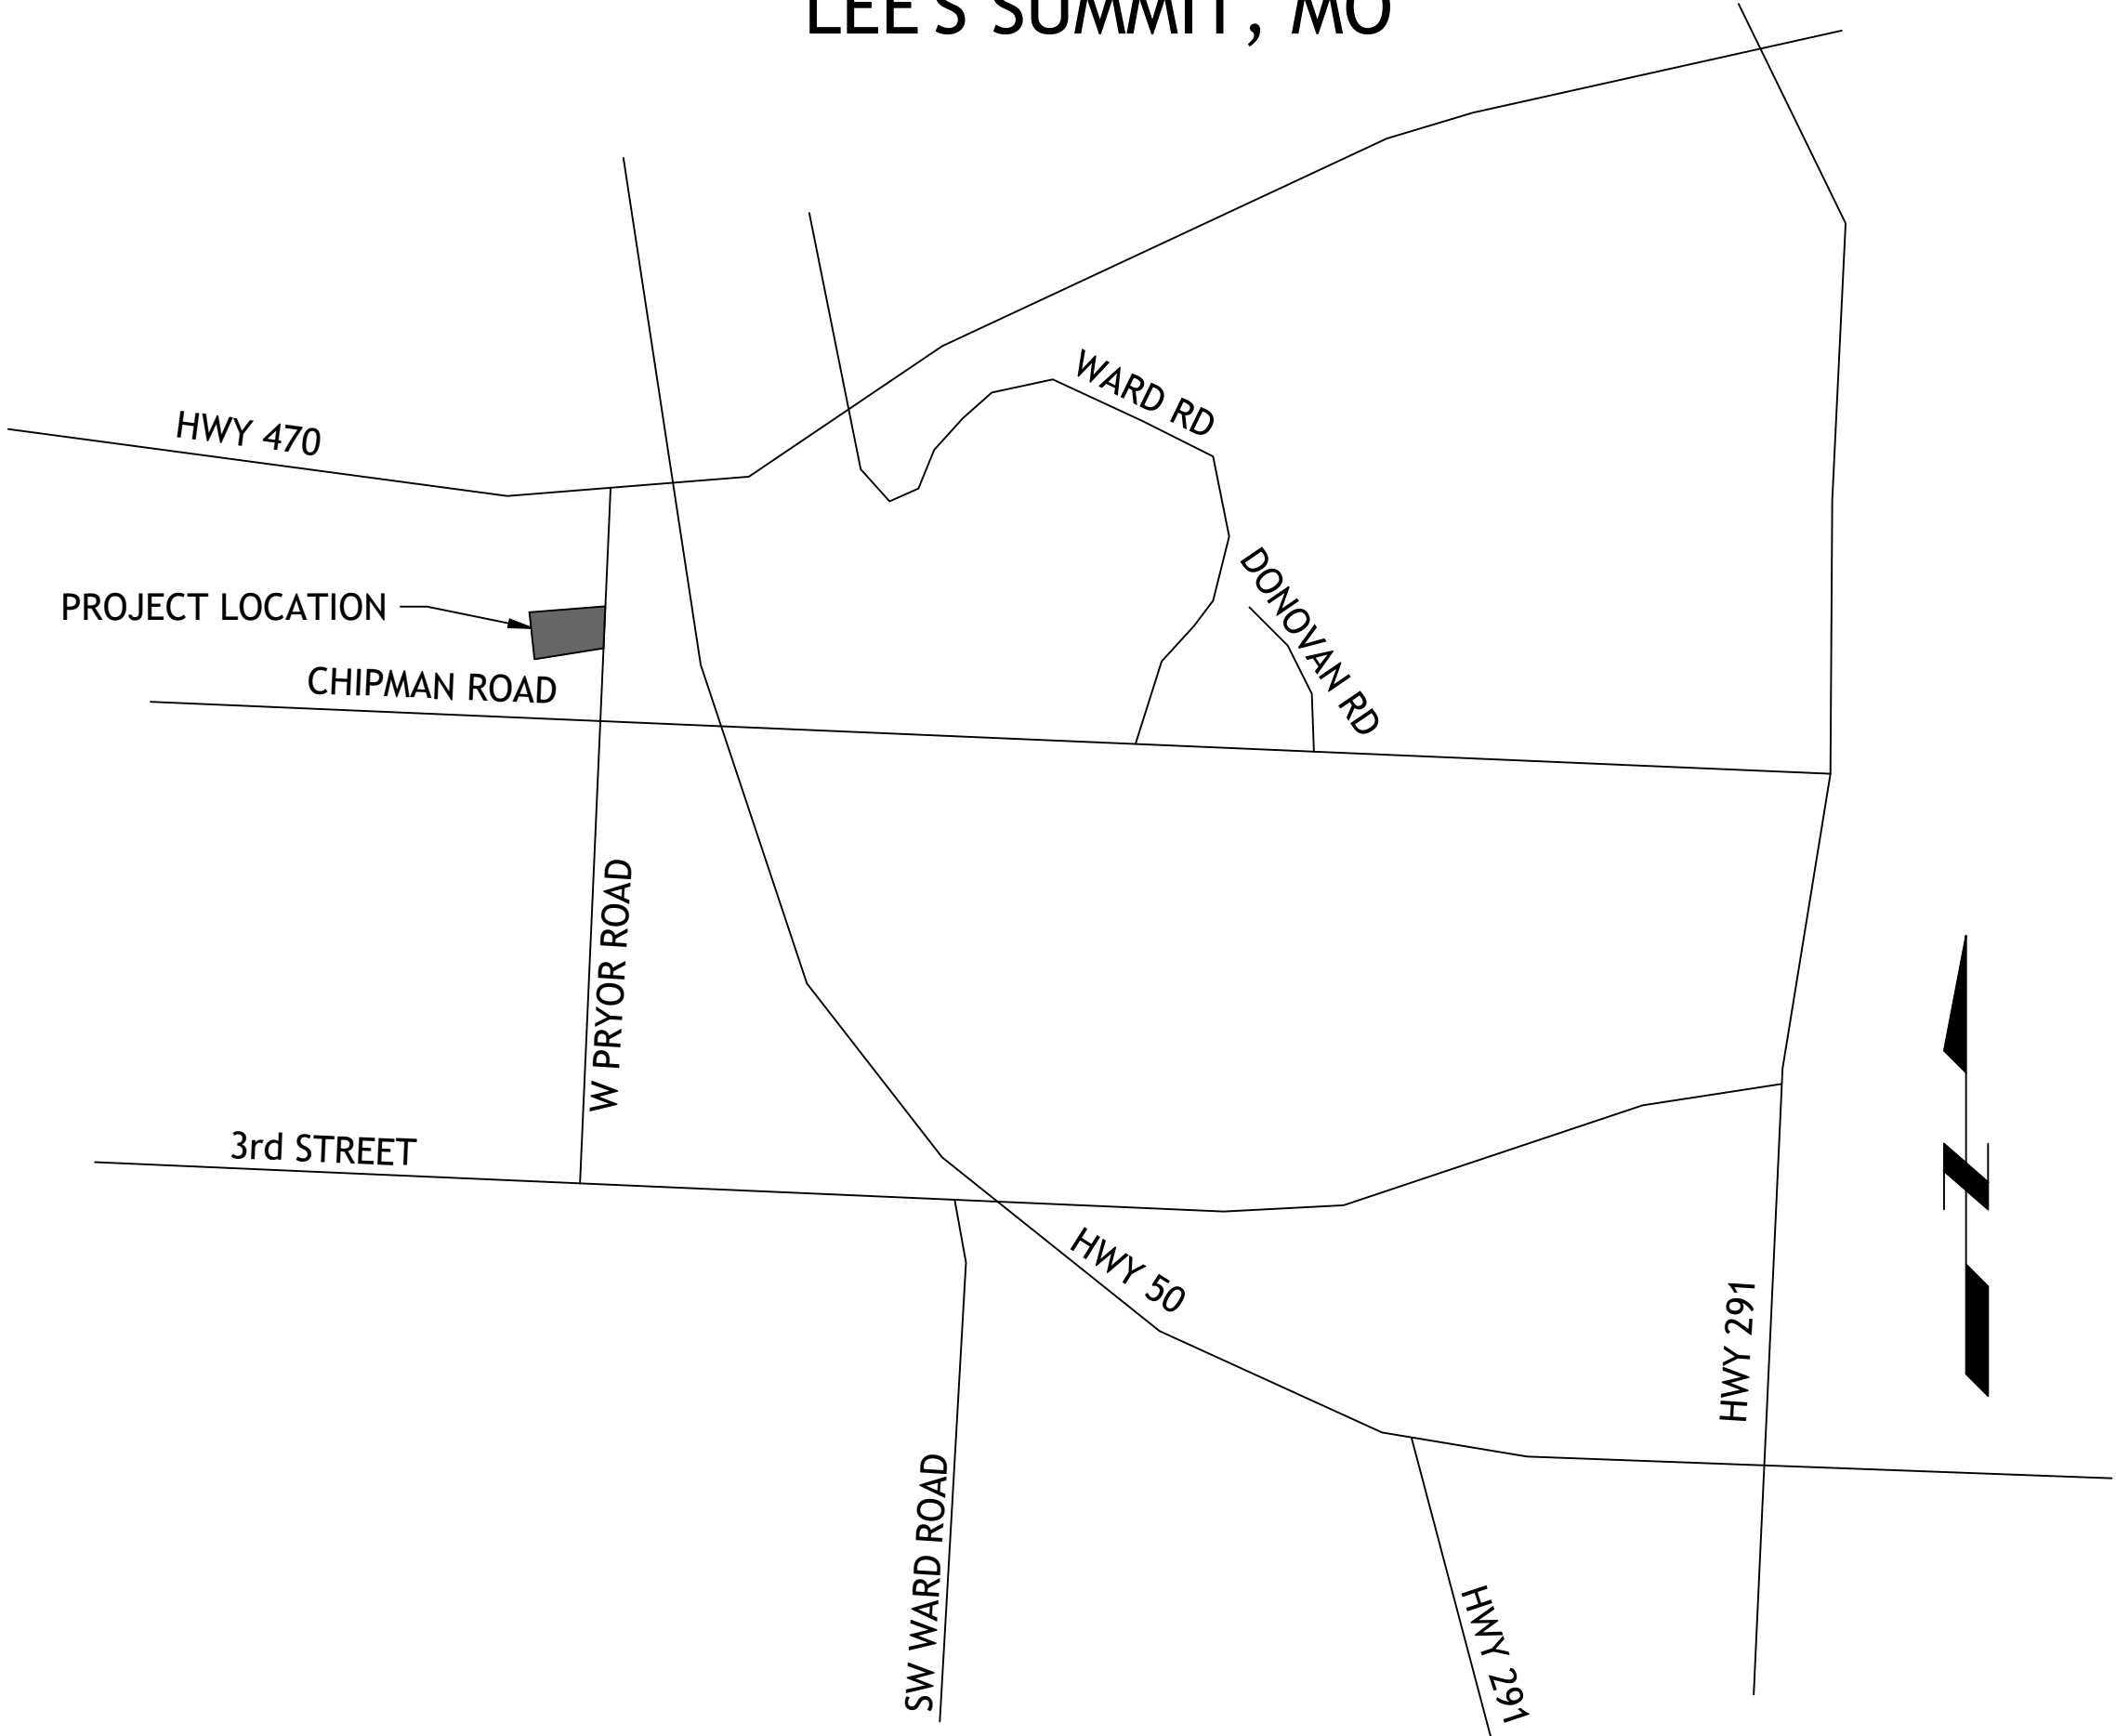 LEE'S SUMMIT, MO
WARD RD
HWY 470
DONOVAN RD
PROJECT LOCATION
CHIPMAN ROAD
W PRYOR ROAD
3rd STREET
N
HWY 50
HWY 291
SW WARD ROAD
HWY 291